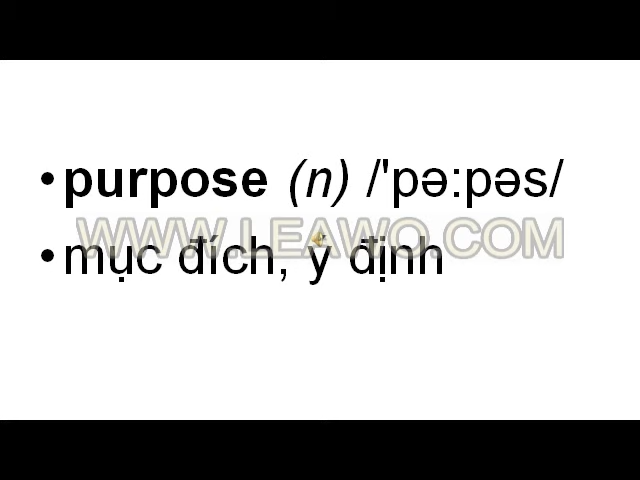 • purpose (n) /'pə:pəs/
WWW.LEAWO.COM
• mục đích, ý định